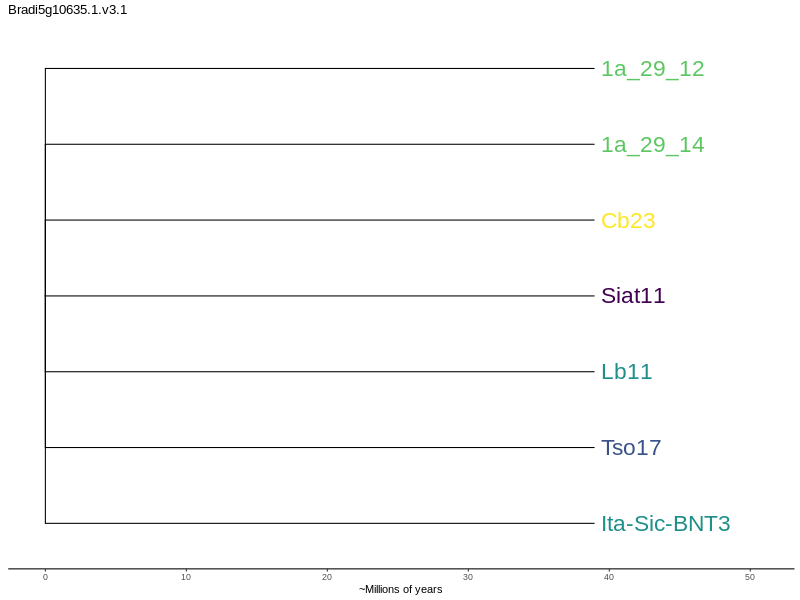 Bradi5g10635.1.v3.1
1a_29_12
1a_29_14
Cb23
Siat11
Lb11
Tso17
Ita-Sic-BNT3
0 10 20 30 40 50
~Millions of years